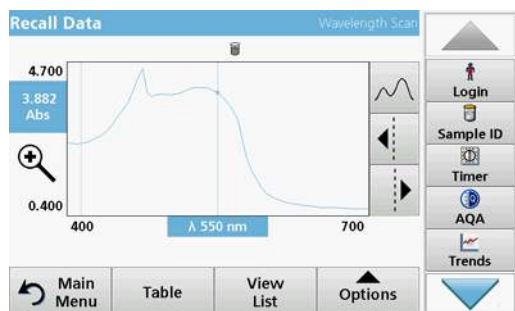 Recall Data
Wavelength Scan
4.700
3.882
Abs
0.400
400
λ 550 nm
700
Login
Sample ID
Timer
AQA
Trends
Main
Menu
Table
View
List
Options